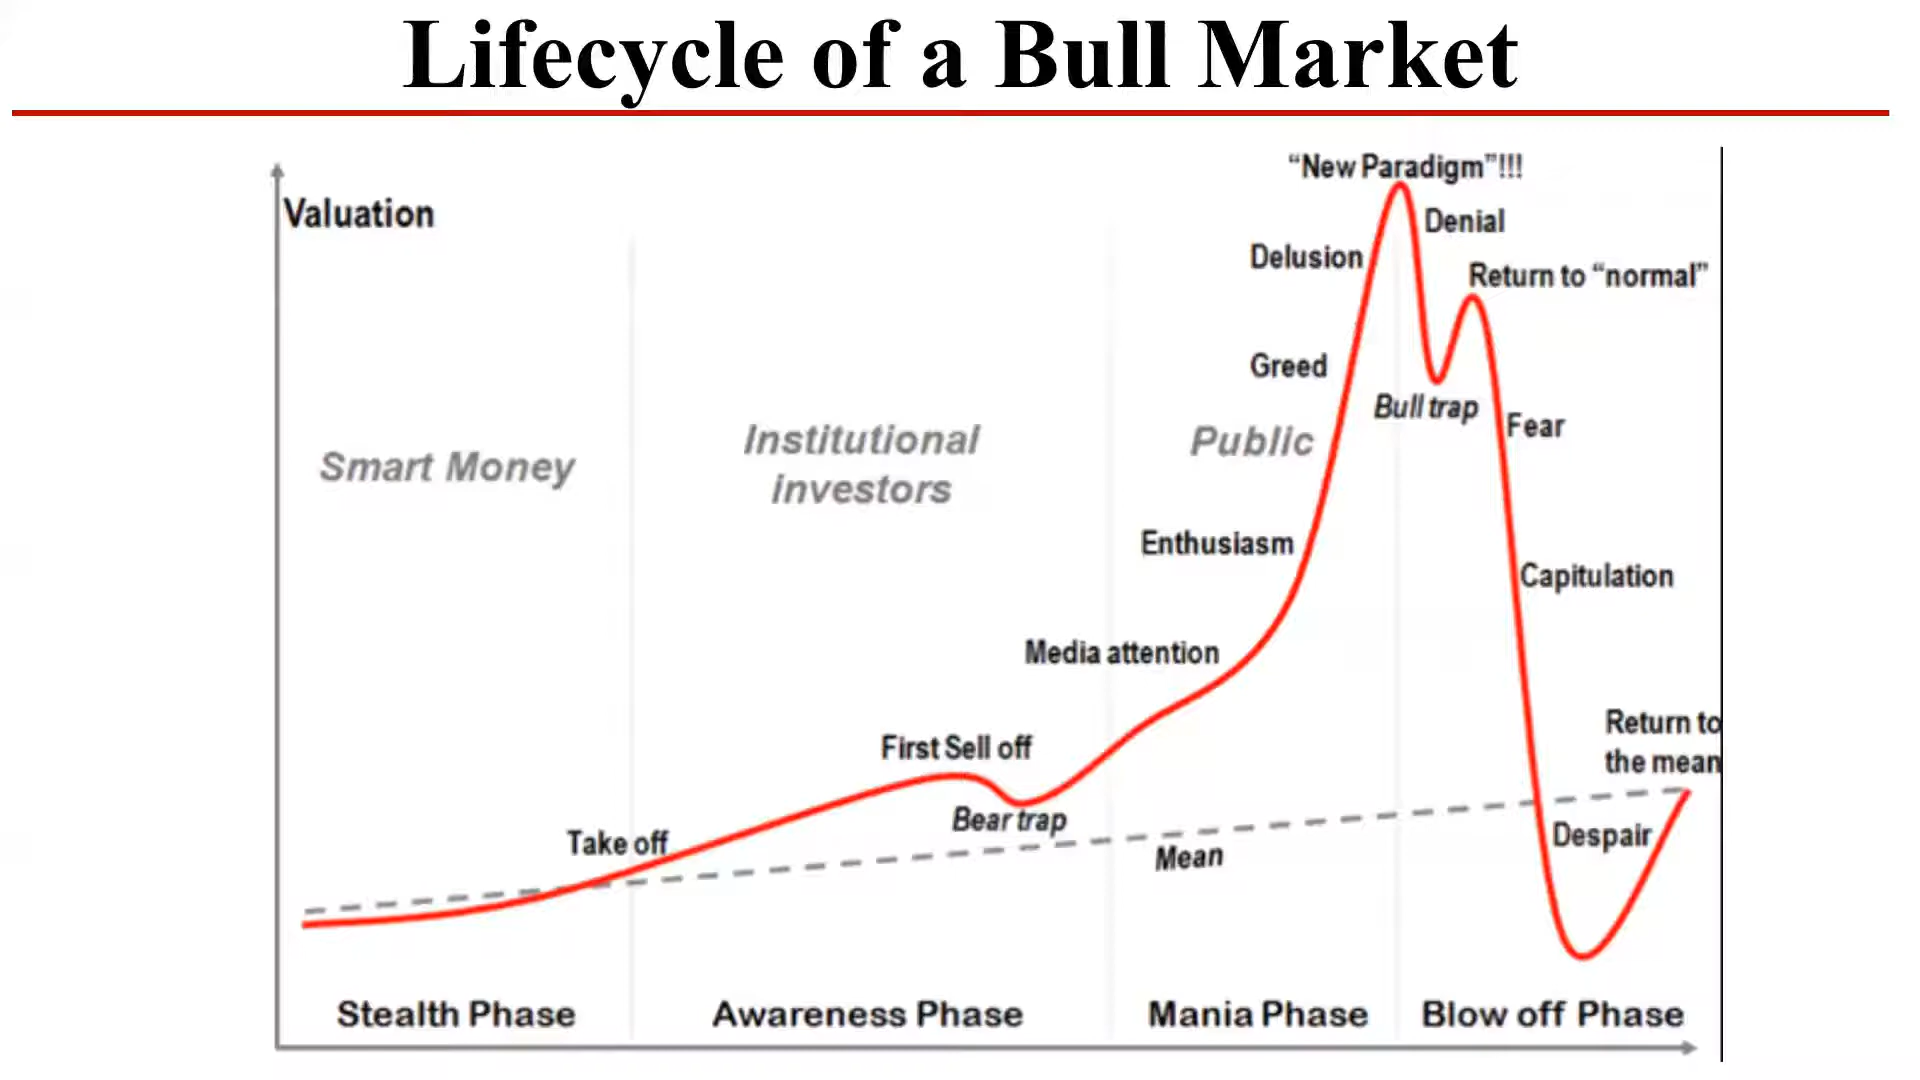 Lifecycle of a Bull Market
Valuation
“New Paradigm”!!!
Denial
Delusion
Return to “normal”
Greed
Bull trap
Fear
Smart Money
Institutional
investors
Public
Enthusiasm
Capitulation
Media attention
First Sell off
Return to
the mean
Bear trap
Take off
Mean
Despair
Stealth Phase
Awareness Phase
Mania Phase
Blow off Phase